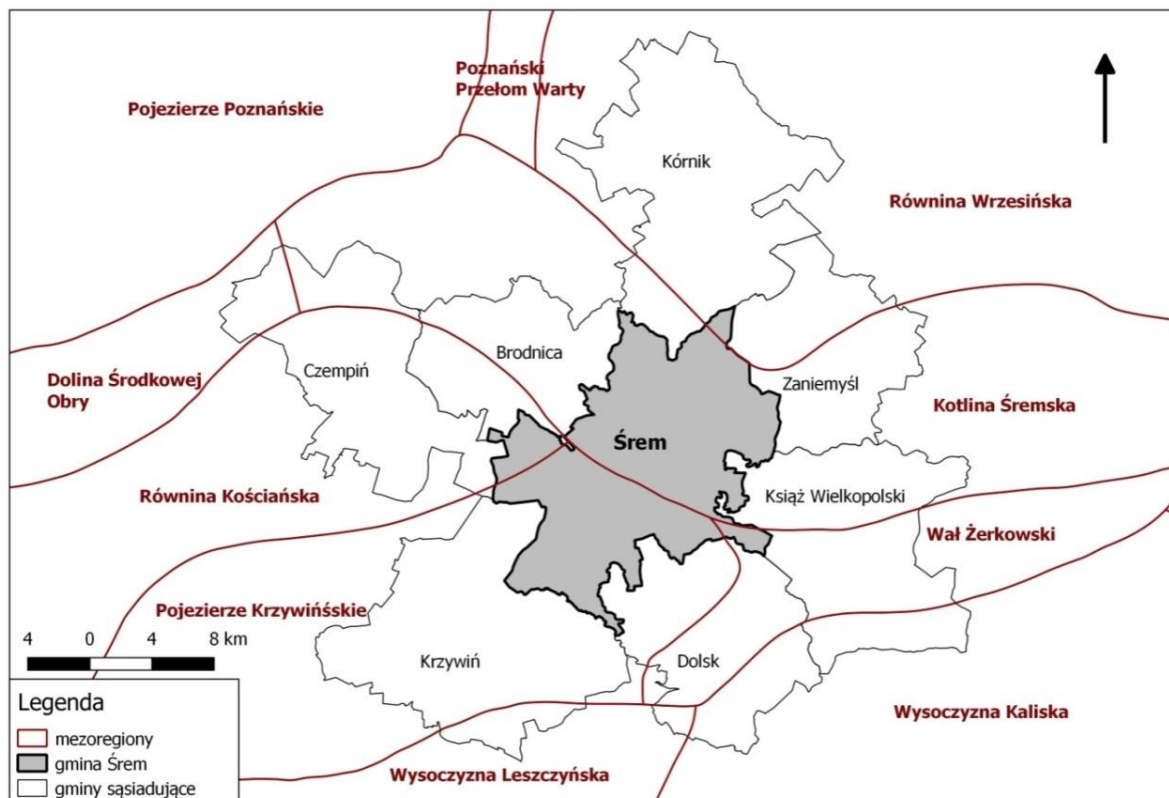 Poznański
Przełom Warty
Pojezierze Poznańskie
Kórnik
Równina Wrzesińska
Brodnica
Czempiń
Zaniemyśl
Dolina Środkowej
Obry
Kotlina Śremska
Śrem
Równina Kościańska
Książ Wielkopolski
Wał Żerkowski
Pojezierze Krzywińsskie
4 0 4 8 km
Krzywiń
Dolsk
Wysoczyzna Kaliska
Wysoczyzna Leszczyńska
Legenda
mezoregiony
gmina Śrem
gminy sąsiadujące